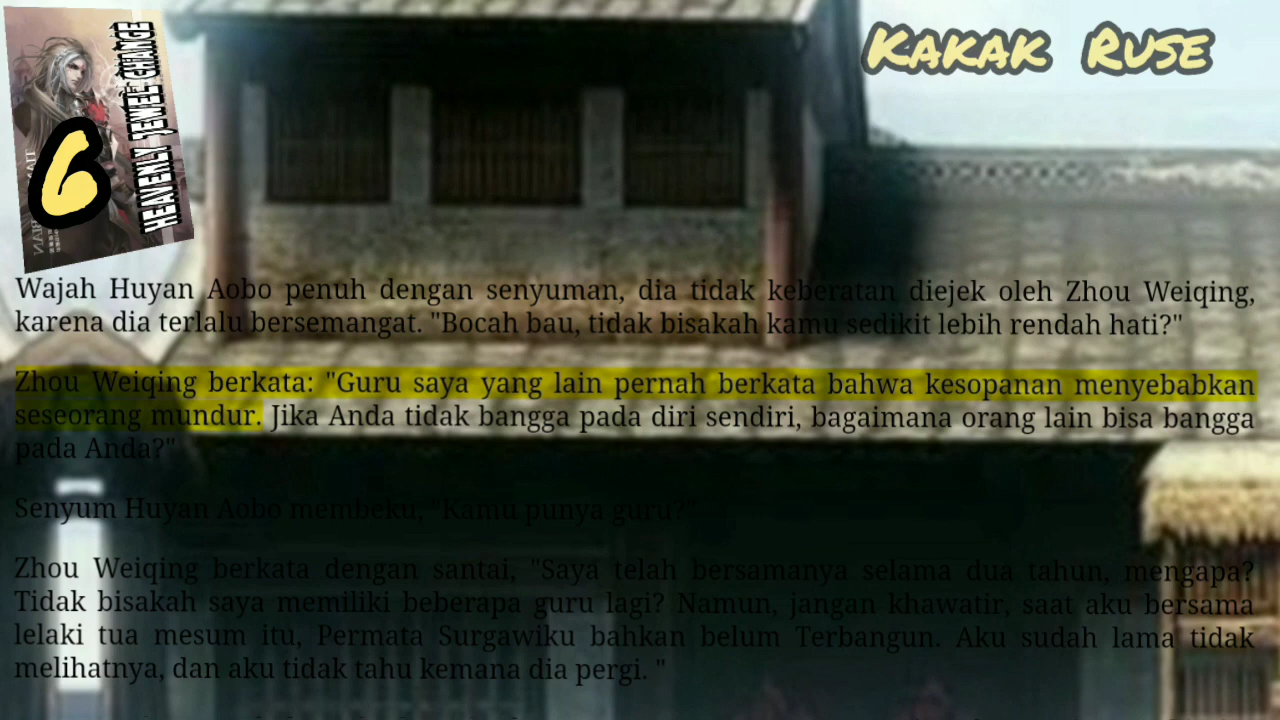 Kakak Ruse
HEAVENLY JEWEL CHANGE
6
Wajah Huyan Aobo penuh dengan senyuman, dia tidak keberatan diejek oleh Zhou Weiqing,
karena dia terlalu bersemangat. "Bocah bau, tidak bisakah kamu sedikit lebih rendah hati?"
Zhou Weiqing berkata: "Guru saya yang lain pernah berkata bahwa kesopanan menyebabkan
seseorang mundur. Jika Anda tidak bangga pada diri sendiri, bagaimana orang lain bisa bangga
pada Anda?"
Senyum Huyan Aobo membeku, "Kamu punya guru?"
Zhou Weiqing berkata dengan santai, "Saya telah bersamanya selama dua tahun, mengapa?
Tidak bisakah saya memiliki beberapa guru lagi? Namun, jangan khawatir, saat aku bersama
lelaki tua mesum itu, Permata Surgawiku bahkan belum Terbangun. Aku sudah lama tidak
melihatnya, dan aku tidak tahu kemana dia pergi. "